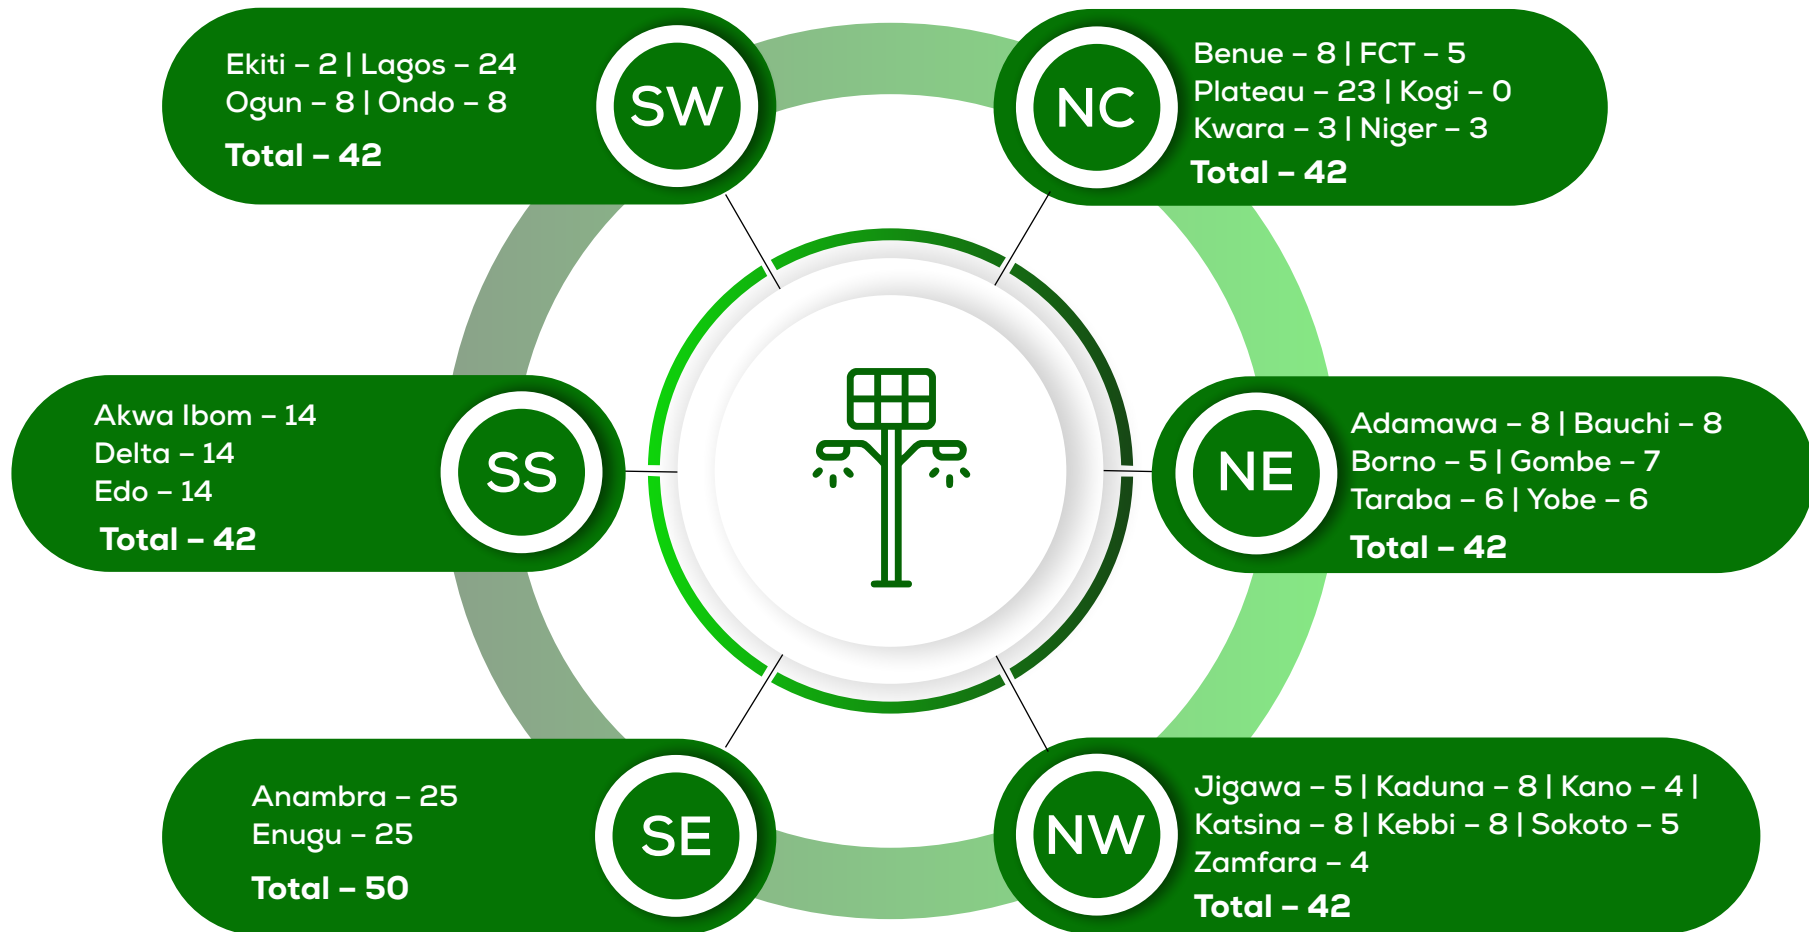 Ekiti – 2 | Lagos – 24
Ogun – 8 | Ondo – 8
Total – 42
SW
NC
Benue – 8 | FCT – 5
Plateau – 23 | Kogi – 0
Kwara – 3 | Niger – 3
Total – 42
Akwa Ibom – 14
Delta – 14
Edo – 14
Total – 42
SS
NE
Adamawa – 8 | Bauchi – 8
Borno – 5 | Gombe – 7
Taraba – 6 | Yobe – 6
Total – 42
Anambra – 25
Enugu – 25
Total – 50
SE
NW
Jigawa – 5 | Kaduna – 8 | Kano – 4 |
Katsina – 8 | Kebbi – 8 | Sokoto – 5
Zamfara – 4
Total – 42